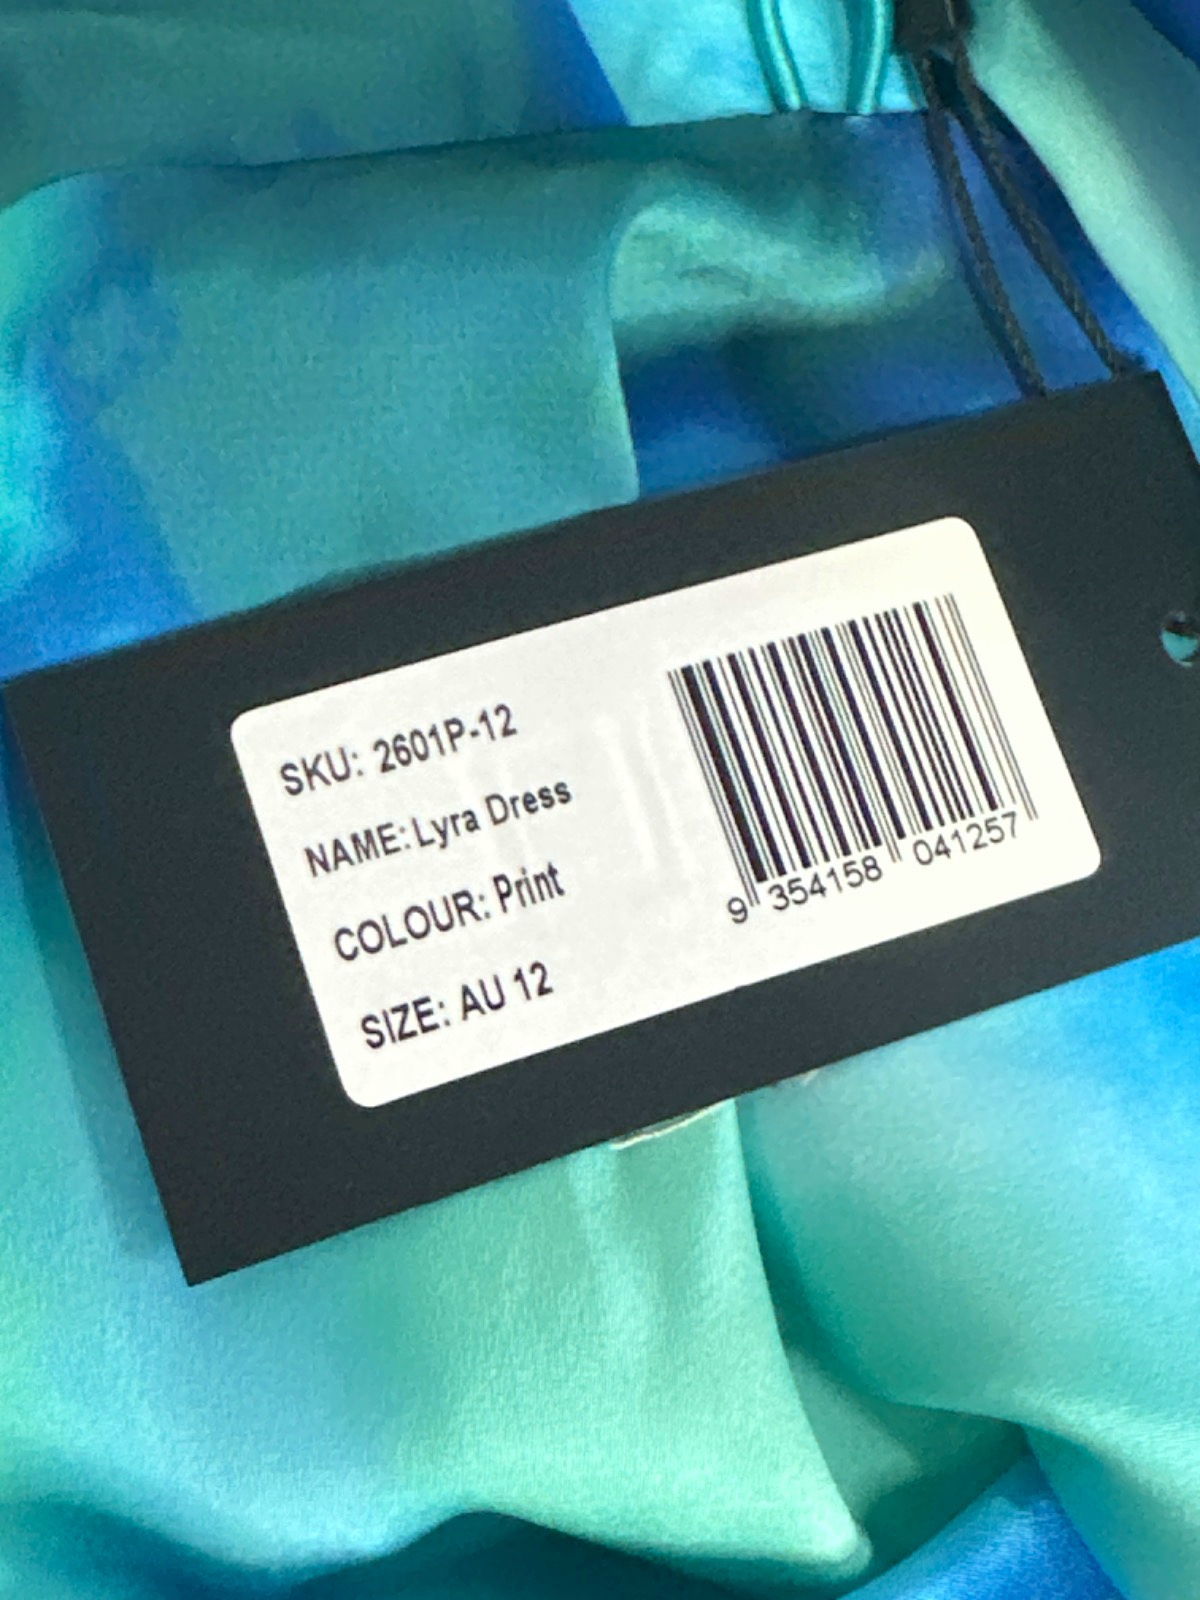 SKU: 2601P-12
NAME: Lyra Dress
COLOUR: Print
SIZE: AU 12
9 354158 041257